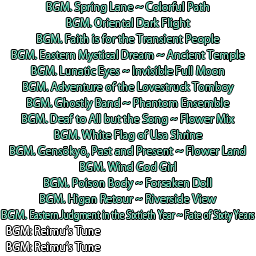 BGM. Spring Lane ~ Colorful Path
BGM. Oriental Dark Flight
BGM. Faith is for the Transient People
BGM. Eastern Mystical Dream ~ Ancient Temple
BGM. Lunatic Eyes ~ Invisible Full Moon
BGM. Adventure of the Lovestruck Tomboy
BGM. Ghostly Band ~ Phantom Ensemble
BGM. Deaf to All but the Song ~ Flower Mix
BGM. White Flag of Usa Shrine
BGM. Gensōkyō, Past and Present ~ Flower Land
BGM. Wind God Girl
BGM. Poison Body ~ Forsaken Doll
BGM. Higan Retour ~ Riverside View
BGM. Eastern Judgment in the Sixtieth Year ~ Fate of Sixty Years
BGM: Reimu's Tune
BGM: Reimu's Tune